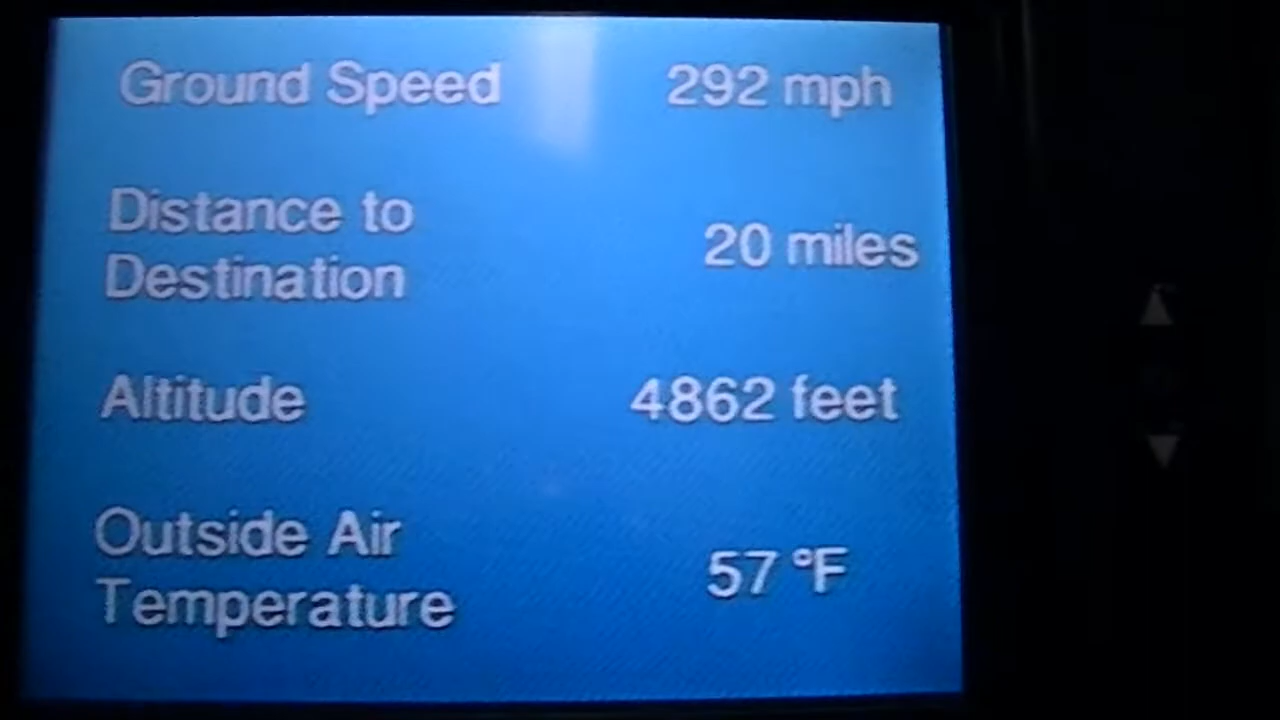 Ground Speed 292 mph
Distance to
Destination 20 miles
Altitude 4862 feet
Outside Air
Temperature 57 °F